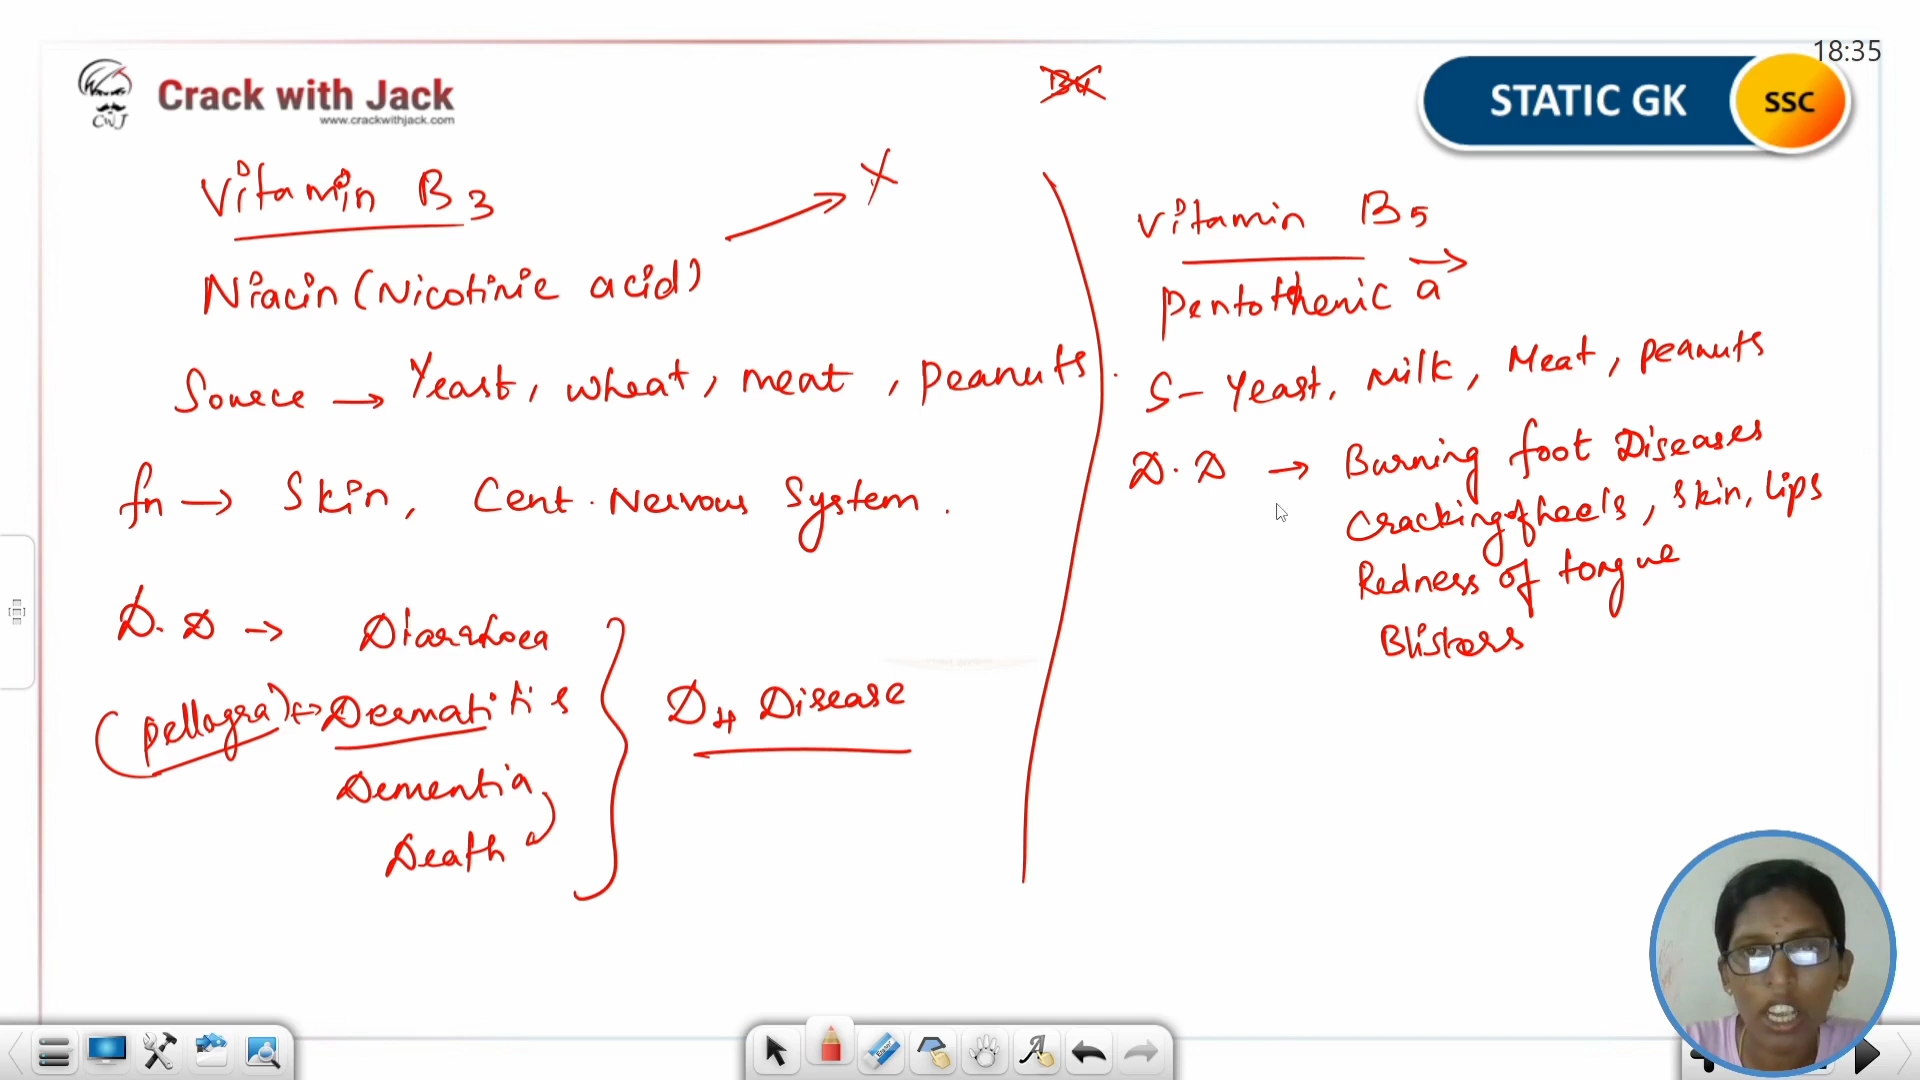 18:35
Crack with Jack
www.crackwithjack.com
CWJ
B4
STATIC GK
SSC
Vitamin B3
Niacin (Nicotinic acid) → X
Source → Yeast, wheat, meat, peanuts.
fn → Skin, Cent. Nervous System.
D.D → Diarrhoea
(pellagra) ↔ Dermatitis
Dementia
Death
D4 Disease
Vitamin B5 →
Pentothenic a
S- Yeast, Milk, Meat, peanuts
D.D → Burning foot Diseases
Cracking of heels, skin, lips
Redness of tongue
Blisters